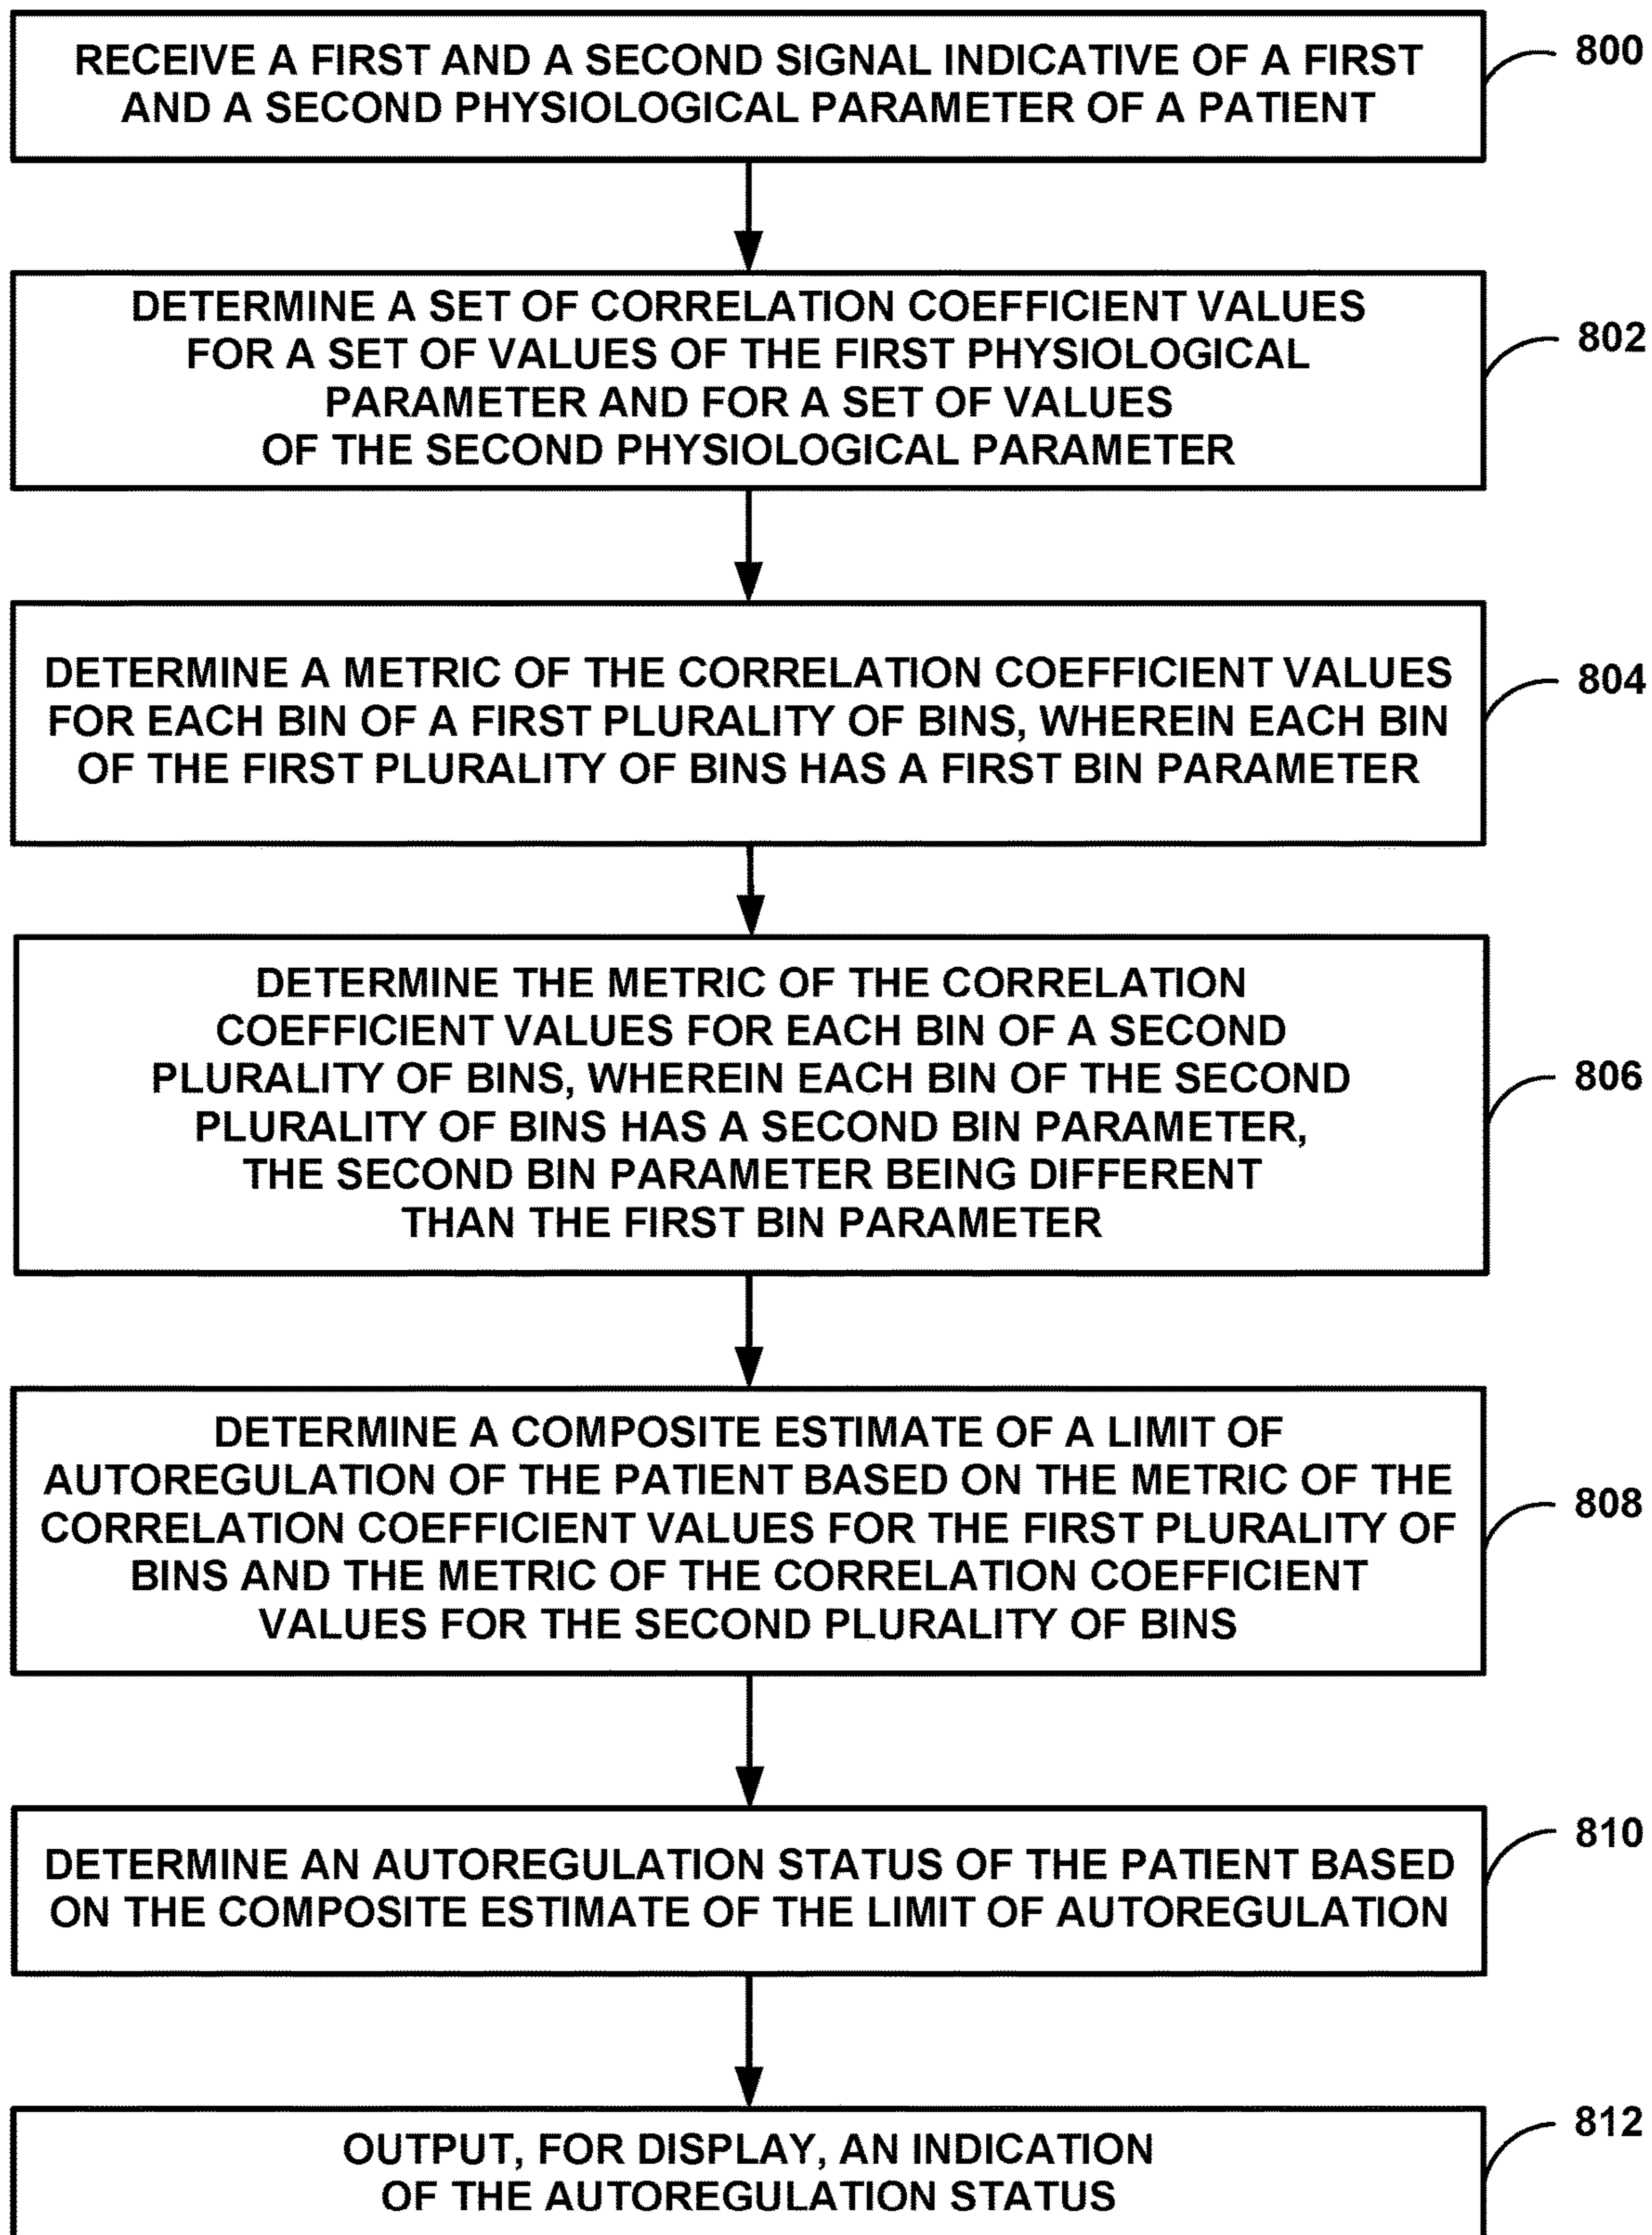 RECEIVE A FIRST AND A SECOND SIGNAL INDICATIVE OF A FIRST
AND A SECOND PHYSIOLOGICAL PARAMETER OF A PATIENT
800
DETERMINE A SET OF CORRELATION COEFFICIENT VALUES
FOR A SET OF VALUES OF THE FIRST PHYSIOLOGICAL
PARAMETER AND FOR A SET OF VALUES
OF THE SECOND PHYSIOLOGICAL PARAMETER
802
DETERMINE A METRIC OF THE CORRELATION COEFFICIENT VALUES
FOR EACH BIN OF A FIRST PLURALITY OF BINS, WHEREIN EACH BIN
OF THE FIRST PLURALITY OF BINS HAS A FIRST BIN PARAMETER
804
DETERMINE THE METRIC OF THE CORRELATION
COEFFICIENT VALUES FOR EACH BIN OF A SECOND
PLURALITY OF BINS, WHEREIN EACH BIN OF THE SECOND
PLURALITY OF BINS HAS A SECOND BIN PARAMETER,
THE SECOND BIN PARAMETER BEING DIFFERENT
THAN THE FIRST BIN PARAMETER
806
DETERMINE A COMPOSITE ESTIMATE OF A LIMIT OF
AUTOREGULATION OF THE PATIENT BASED ON THE METRIC OF THE
CORRELATION COEFFICIENT VALUES FOR THE FIRST PLURALITY OF
BINS AND THE METRIC OF THE CORRELATION COEFFICIENT
VALUES FOR THE SECOND PLURALITY OF BINS
808
DETERMINE AN AUTOREGULATION STATUS OF THE PATIENT BASED
ON THE COMPOSITE ESTIMATE OF THE LIMIT OF AUTOREGULATION
810
OUTPUT, FOR DISPLAY, AN INDICATION
OF THE AUTOREGULATION STATUS
812